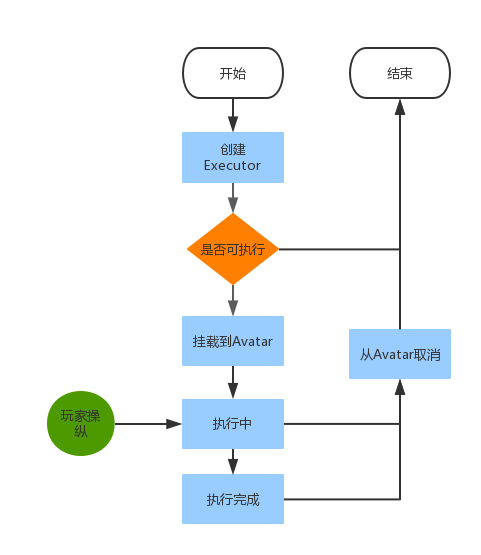 开始
结束
创建
Executor
是否可执行
挂载到Avatar
从Avatar取消
玩家操
纵
执行中
执行完成